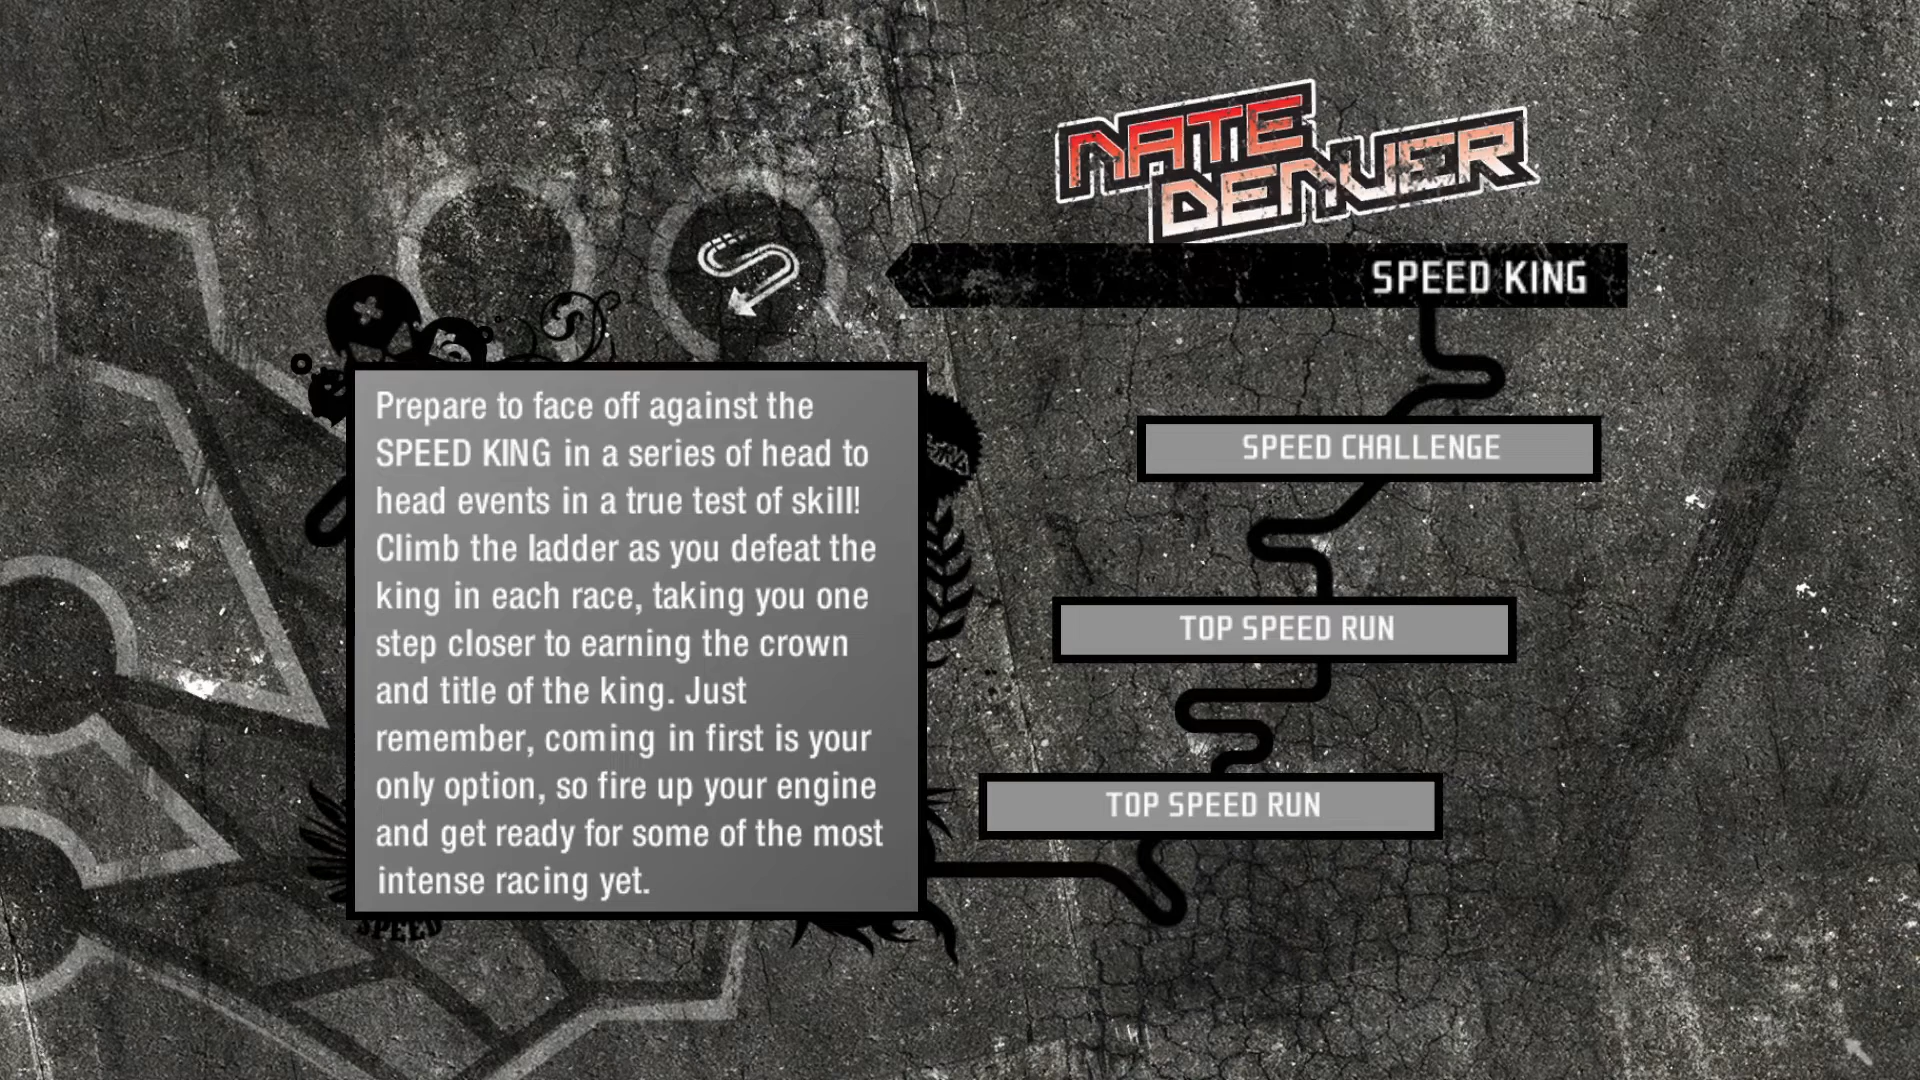 NATE
DENVER
SPEED KING
Prepare to face off against the
SPEED KING in a series of head to
head events in a true test of skill!
Climb the ladder as you defeat the
king in each race, taking you one
step closer to earning the crown
and title of the king. Just
remember, coming in first is your
only option, so fire up your engine
and get ready for some of the most
intense racing yet.
SPEED
SPEED CHALLENGE
TOP SPEED RUN
TOP SPEED RUN